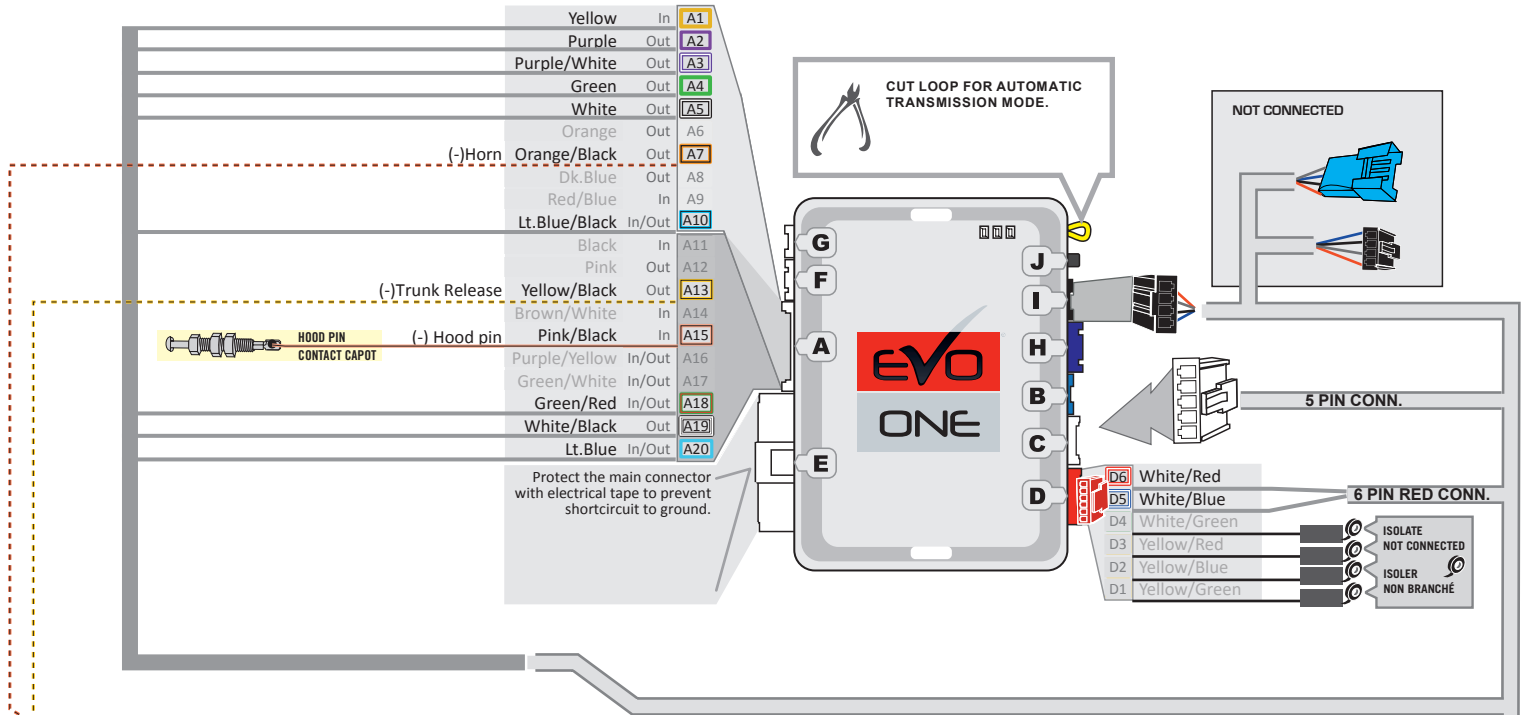 Yellow In A1
Purple Out A2
Purple/White Out A3
Green Out A4
White Out A5
Orange Out A6
(-)Horn Orange/Black Out A7
Dk.Blue Out A8
Red/Blue In A9
Lt.Blue/Black In/Out A10
Black In A11
Pink Out A12
(-)Trunk Release Yellow/Black Out A13
Brown/White In A14
HOOD PIN
CONTACT CAPOT
(-) Hood pin Pink/Black In A15
Purple/Yellow In/Out A16
Green/White In/Out A17
Green/Red In/Out A18
White/Black Out A19
Lt.Blue In/Out A20
Protect the main connector
with electrical tape to prevent
shortcircuit to ground.
CUT LOOP FOR AUTOMATIC
TRANSMISSION MODE.
G
F
A
E
EVO
ONE
J
I
H
B
C
D
NOT CONNECTED
5 PIN CONN.
6 PIN RED CONN.
D6 White/Red
D5 White/Blue
D4 White/Green
D3 Yellow/Red
D2 Yellow/Blue
D1 Yellow/Green
ISOLATE
NOT CONNECTED
ISOLER
NON BRANCHÉ